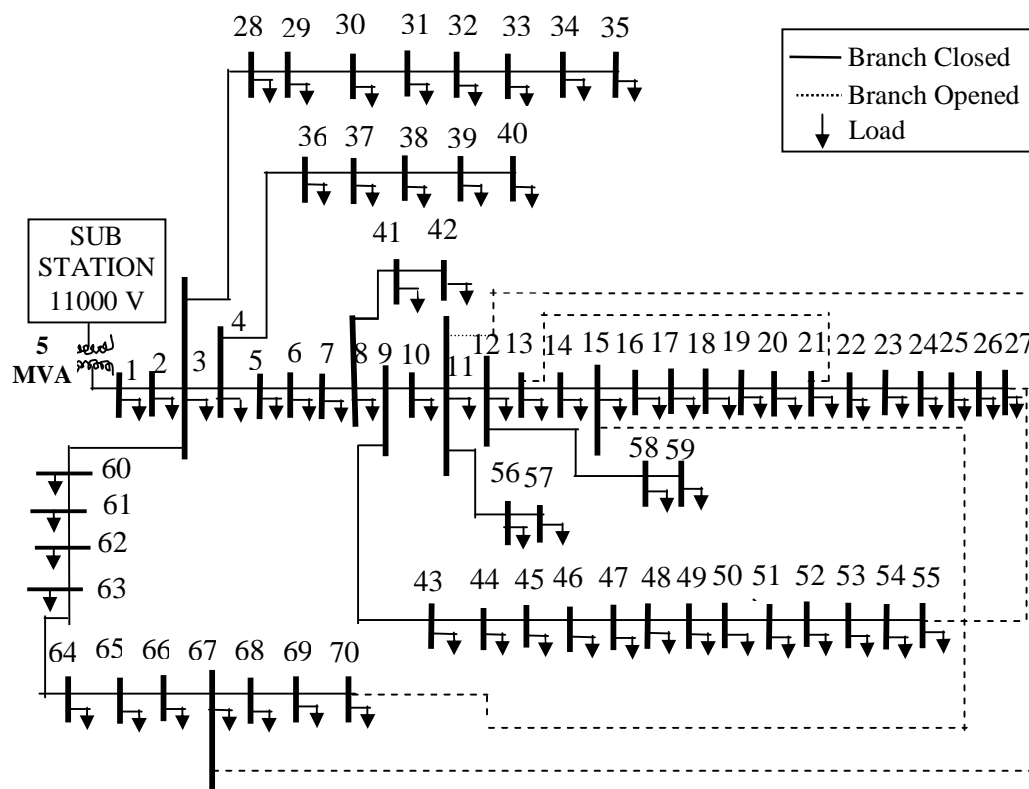 28 29 30 31 32 33 34 35
Branch Closed
Branch Opened
Load
36 37 38 39 40
SUB
STATION
11000 V
41 42
5
MVA
1 2 3 4 5 6 7 8 9 10 11 12 13 14 15 16 17 18 19 20 21 22 23 24 25 26 27
58 59
56 57
60
61
62
63
43 44 45 46 47 48 49 50 51 52 53 54 55
64 65 66 67 68 69 70